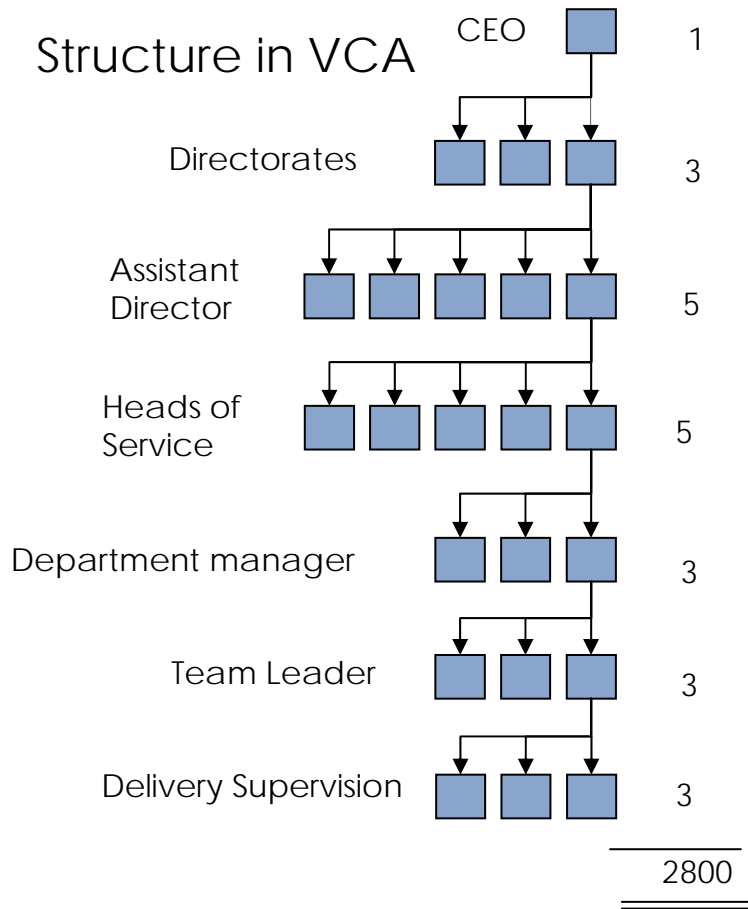 CEO
1
Structure in VCA
Directorates
3
Assistant
Director
5
Heads of
Service
5
Department manager
3
Team Leader
3
Delivery Supervision
3
2800